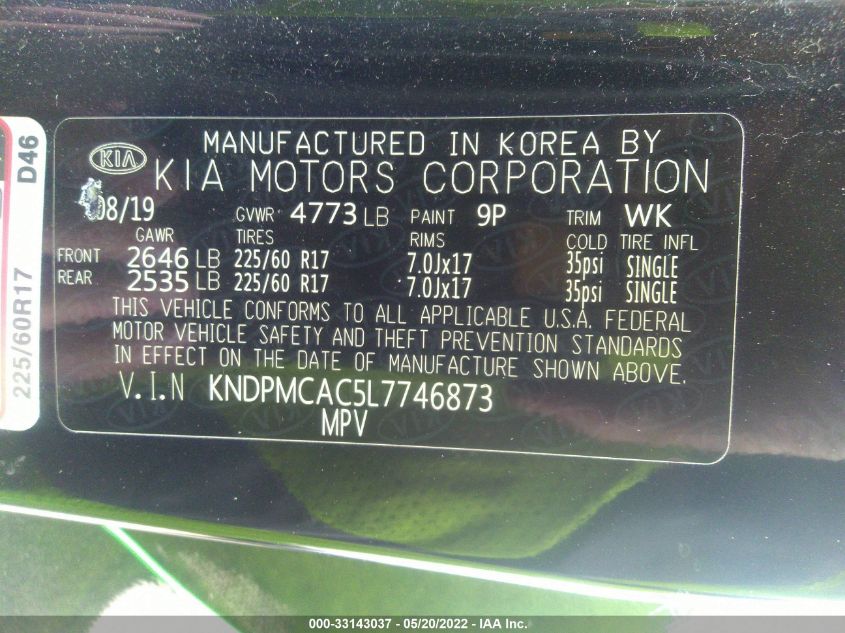 MANUFACTURED IN KOREA BY
KIA KIA MOTORS CORPORATION
08/19 GVWR 4773 LB PAINT 9P TRIM WK
GAWR TIRES RIMS COLD TIRE INFL
FRONT 2646 LB 225/60 R17 7.0Jx17 35psi SINGLE
REAR 2535 LB 225/60 R17 7.0Jx17 35psi SINGLE
THIS VEHICLE CONFORMS TO ALL APPLICABLE U.S.A. FEDERAL
MOTOR VEHICLE SAFETY AND THEFT PREVENTION STANDARDS
IN EFFECT ON THE DATE OF MANUFACTURE SHOWN ABOVE.
V.I.N KNDPMCAC5L7746873
MPV
225/60R17 D46
000-33143037 - 05/20/2022 - IAA Inc.